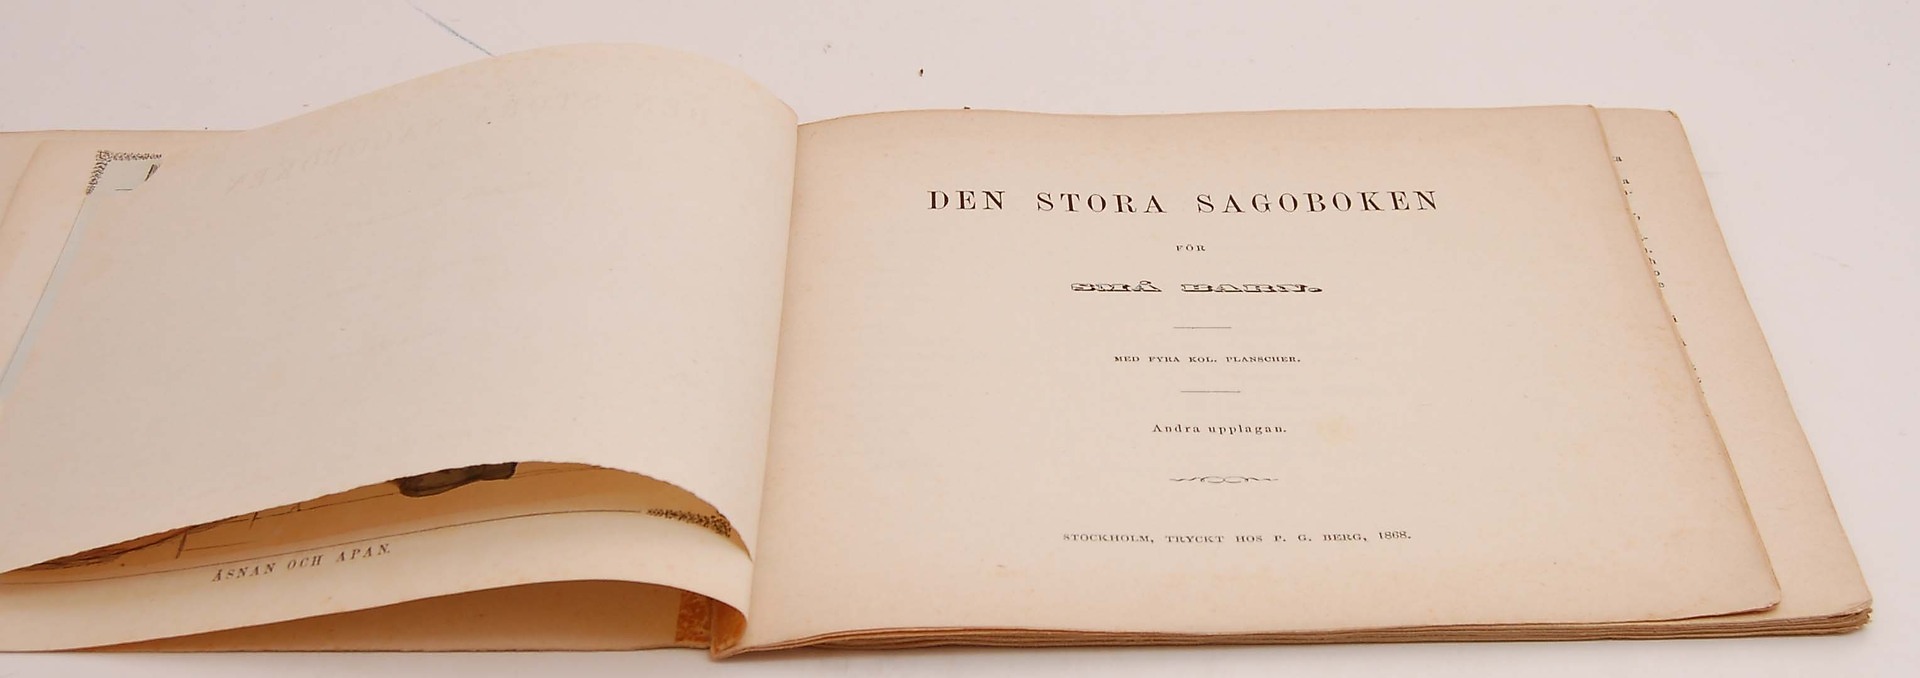 ÅSNAN OCH APAN.
DEN STORA SAGOBOKEN
FÖR
SMÅ BARN.
MED FYRA KOL. PLANSCHER.
Andra upplagan.
STOCKHOLM, TRYCKT HOS P. G. BERG, 1868.